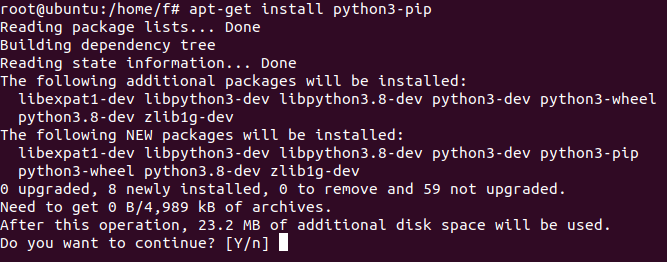 root@ubuntu:/home/f# apt-get install python3-pip
Reading package lists... Done
Building dependency tree
Reading state information... Done
The following additional packages will be installed:
  libexpat1-dev libpython3-dev libpython3.8-dev python3-dev python3-wheel
  python3.8-dev zlib1g-dev
The following NEW packages will be installed:
  libexpat1-dev libpython3-dev libpython3.8-dev python3-dev python3-pip
  python3-wheel python3.8-dev zlib1g-dev
0 upgraded, 8 newly installed, 0 to remove and 59 not upgraded.
Need to get 0 B/4,989 kB of archives.
After this operation, 23.2 MB of additional disk space will be used.
Do you want to continue? [Y/n]